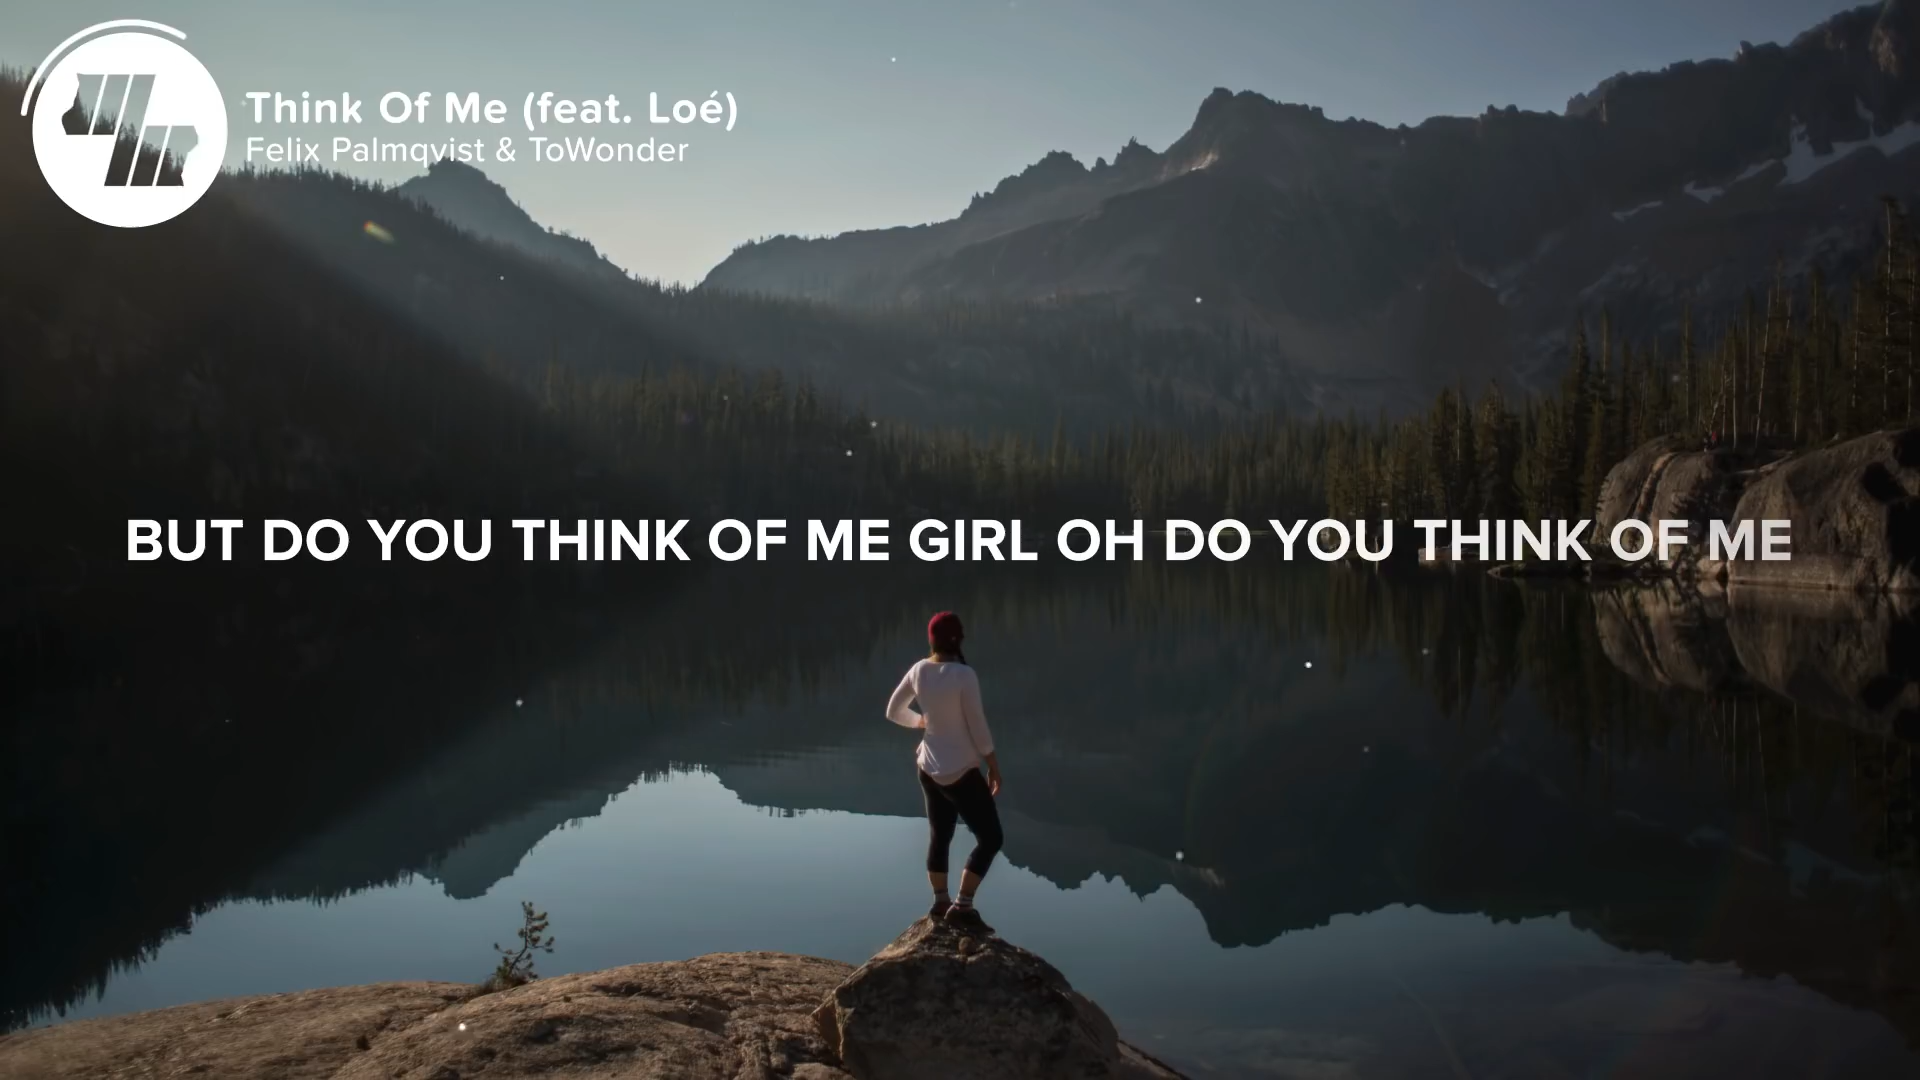 Think Of Me (feat. Loé)
Felix Palmqvist & ToWonder
BUT DO YOU THINK OF ME GIRL OH DO YOU THINK OF ME